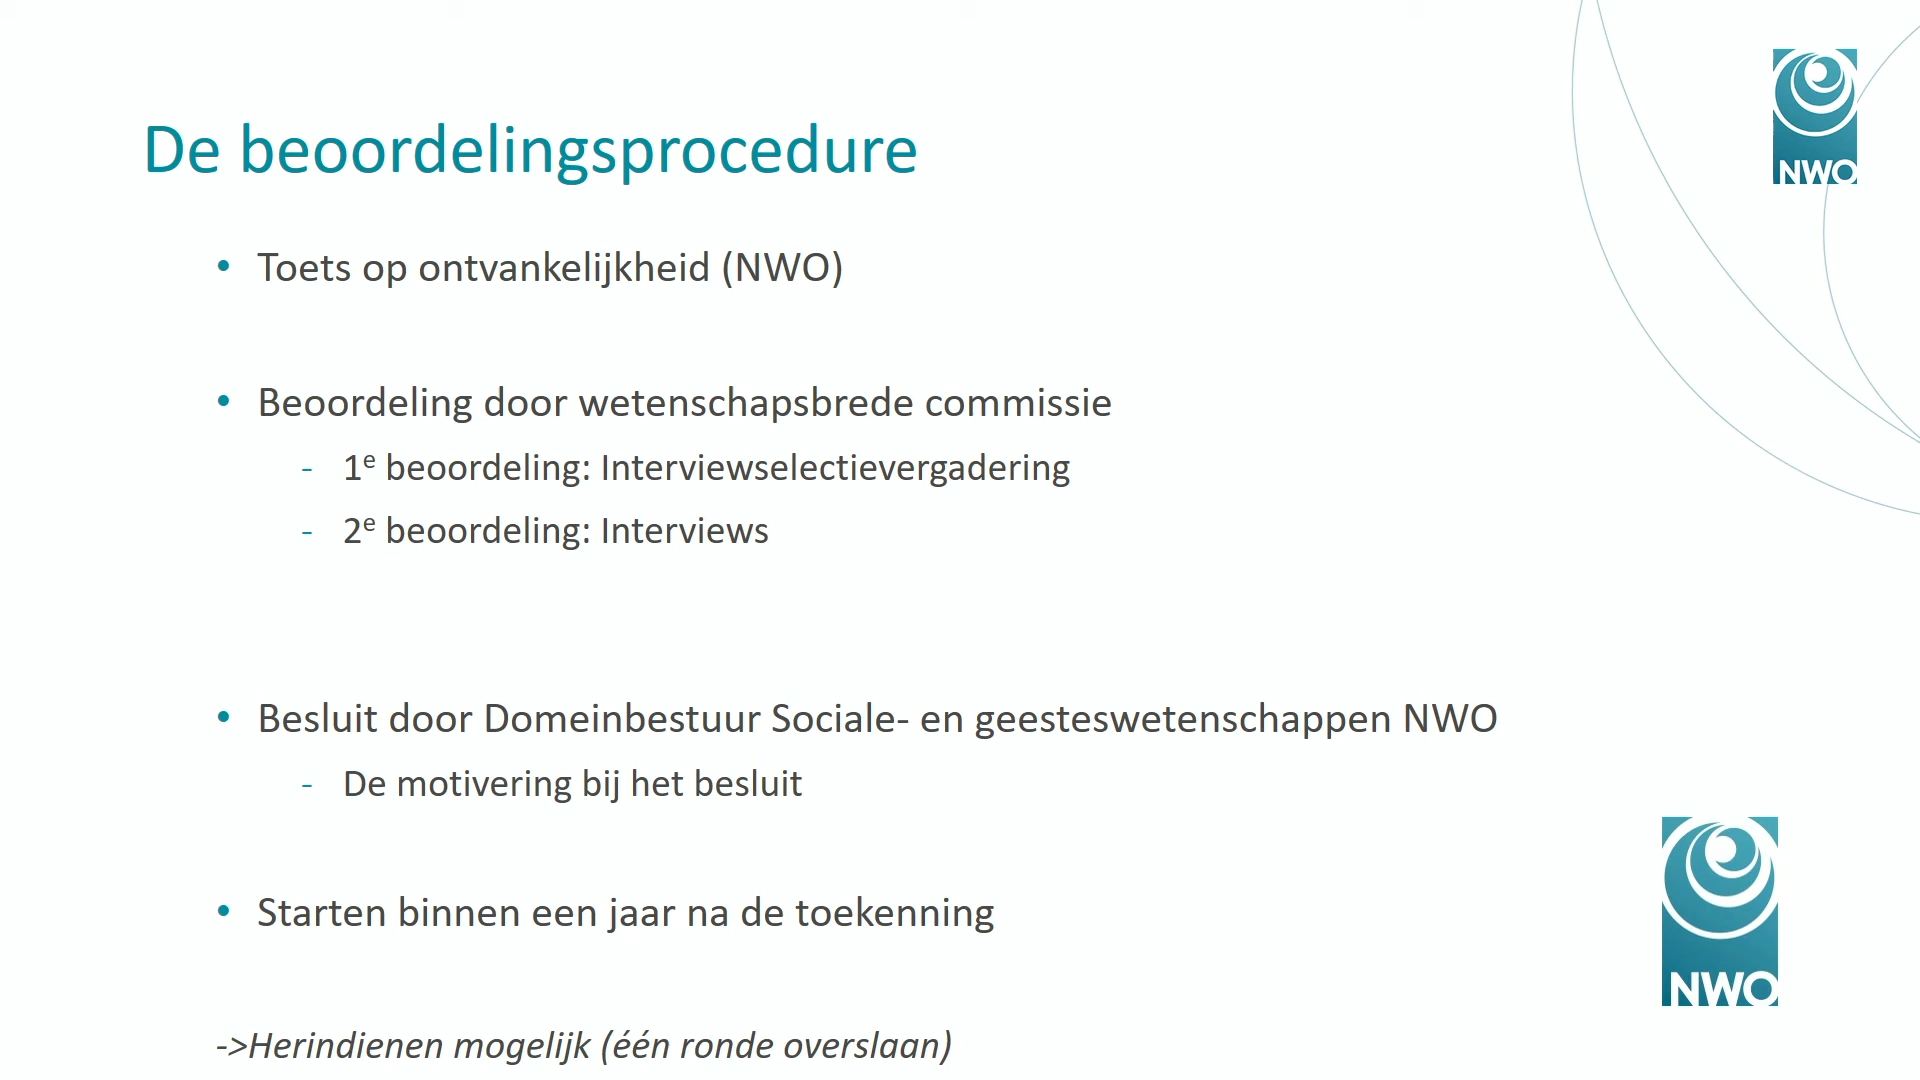 De beoordelingsprocedure
NWO
• Toets op ontvankelijkheid (NWO)
• Beoordeling door wetenschapsbrede commissie
- 1e beoordeling: Interviewselectievergadering
- 2e beoordeling: Interviews
• Besluit door Domeinbestuur Sociale- en geesteswetenschappen NWO
- De motivering bij het besluit
• Starten binnen een jaar na de toekenning
NWO
->Herindienen mogelijk (één ronde overslaan)